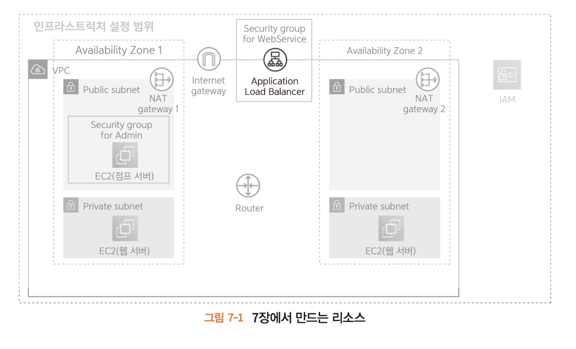 인프라스트럭처 설정 범위
Security group
for WebService
Availability Zone 1
Availability Zone 2
VPC
Internet
gateway
Application
Load Balancer
IAM
Public subnet
NAT
gateway 1
Public subnet
NAT
gateway 2
Security group
for Admin
EC2(점프 서버)
Router
Private subnet
EC2(웹 서버)
Private subnet
EC2(웹 서버)
그림 7-1 7장에서 만드는 리소스